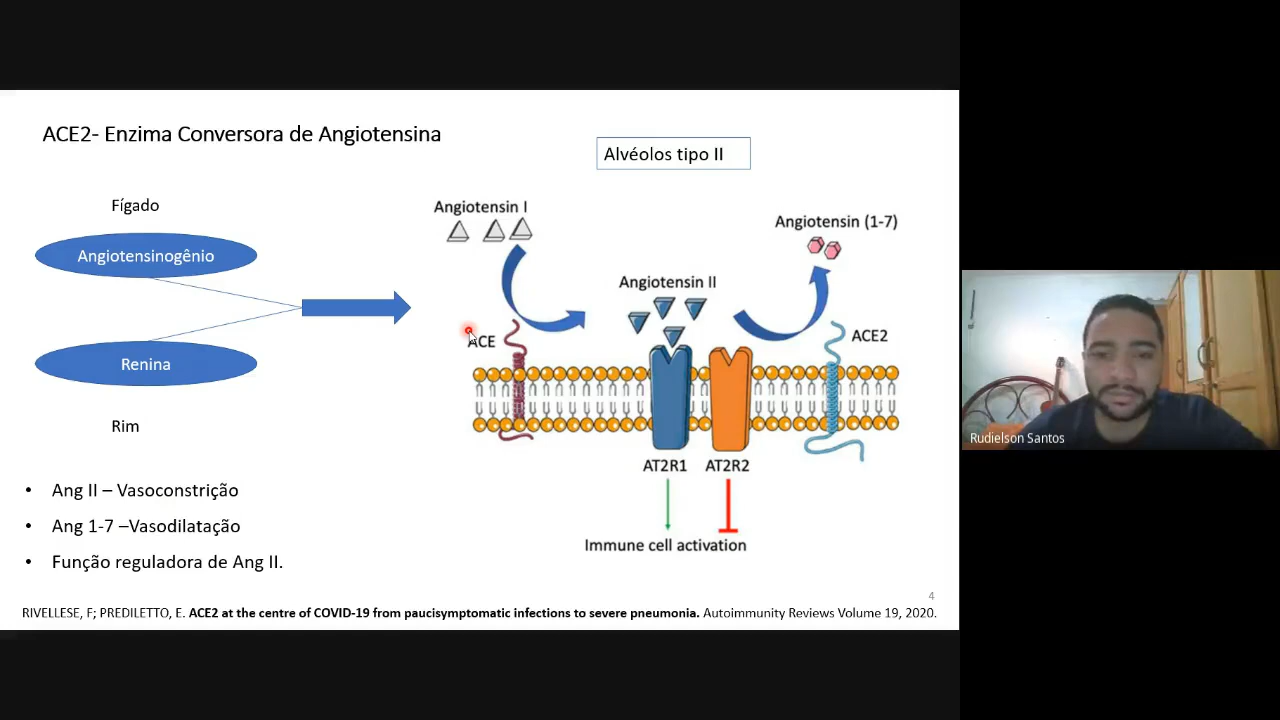 ACE2- Enzima Conversora de Angiotensina
Alvéolos tipo II
Fígado
Angiotensinogênio
Renina
Rim
Angiotensin I
Angiotensin (1-7)
Angiotensin II
ACE
ACE2
AT2R1
AT2R2
Immune cell activation
• Ang II – Vasoconstrição
• Ang 1-7 –Vasodilatação
• Função reguladora de Ang II.
4
RIVELLESE, F; PREDILETTO, E. ACE2 at the centre of COVID-19 from paucisymptomatic infections to severe pneumonia. Autoimmunity Reviews Volume 19, 2020.
Rudielson Santos